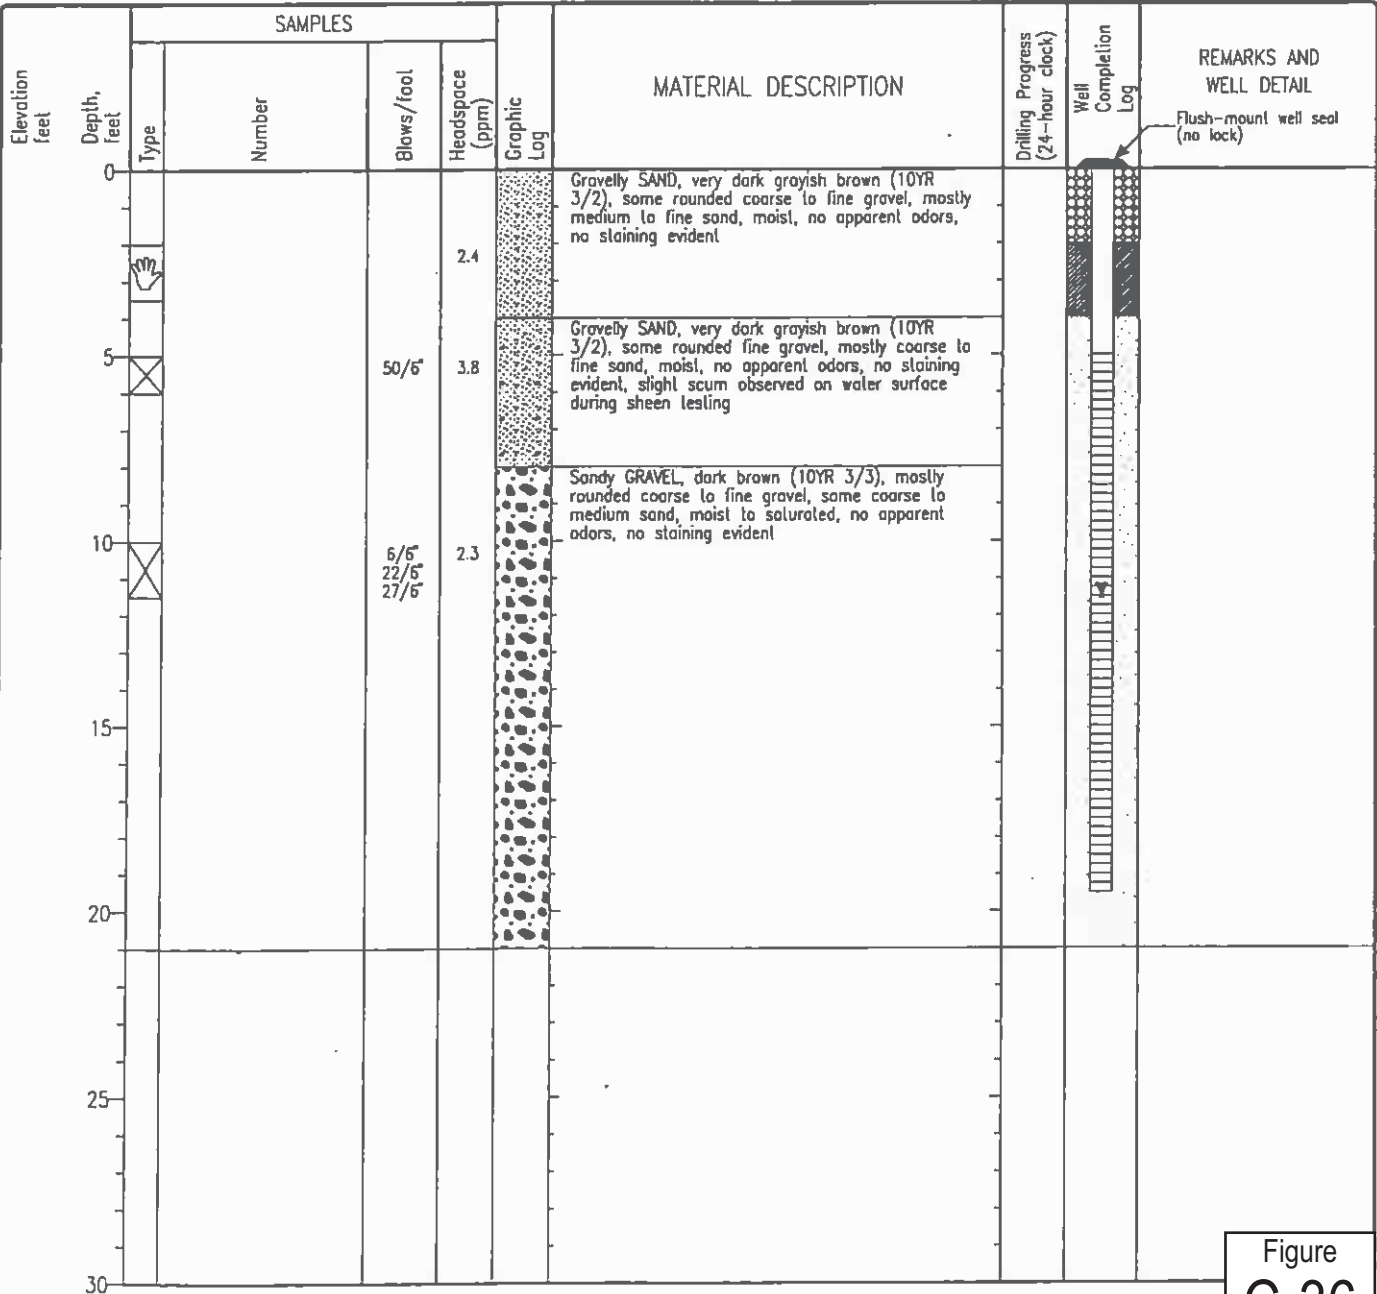 SAMPLES
Elevation
feet
Depth,
feet
Type
Number
Blows/foot
Headspace
(ppm)
Graphic
Log
MATERIAL DESCRIPTION
Drilling Progress
(24-hour clock)
Well
Completion
Log
REMARKS AND
WELL DETAIL
Flush-mount well seal
(no lock)
0
Gravelly SAND, very dark grayish brown (10YR
3/2), some rounded coarse to fine gravel, mostly
medium to fine sand, moist, no apparent odors,
no staining evident
2.4
Gravelly SAND, very dark grayish brown (10YR
3/2), some rounded fine gravel, mostly coarse to
fine sand, moist, no apparent odors, no staining
evident, slight scum observed on water surface
during sheen testing
5
50/6"
3.8
Sandy GRAVEL, dark brown (10YR 3/3), mostly
rounded coarse to fine gravel, some coarse to
medium sand, moist to saturated, no apparent
odors, no staining evident
10
6/6"
2.3
22/6"
27/6"
15
20
25
30
Figure